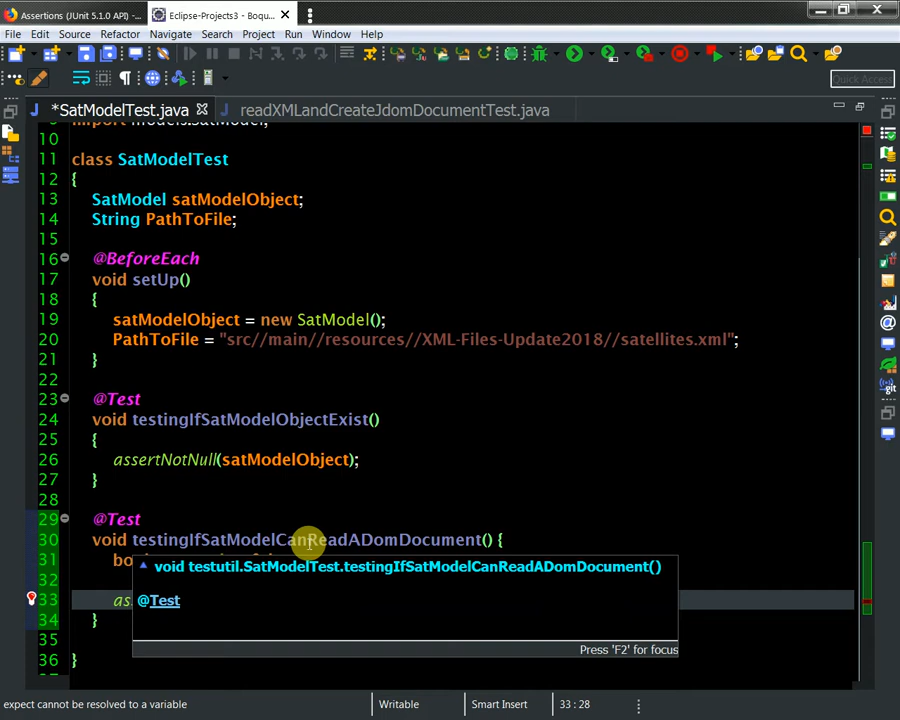 Assertions (JUnit 5.1.0 API) - ...
Eclipse-Projects3 - Boqu...
File Edit Source Refactor Navigate Search Project Run Window Help
Quick Access
*SatModelTest.java
readXMLandCreateJdomDocumentTest.java
10
11 class SatModelTest
12 {
13 SatModel satModelObject;
14 String PathToFile;
15
16 @BeforeEach
17 void setUp()
18 {
19 satModelObject = new SatModel();
20 PathToFile = "src//main//resources//XML-Files-Update2018//satellites.xml";
21 }
22
23 @Test
24 void testingIfSatModelObjectExist()
25 {
26 assertNotNull(satModelObject);
27 }
28
29 @Test
30 void testingIfSatModelCanReadADomDocument() {
31
32
33
34 }
35
36 }
void testutil.SatModelTest.testingIfSatModelCanReadADomDocument()
@Test
Press 'F2' for focus
expect cannot be resolved to a variable
Writable
Smart Insert
33 : 28